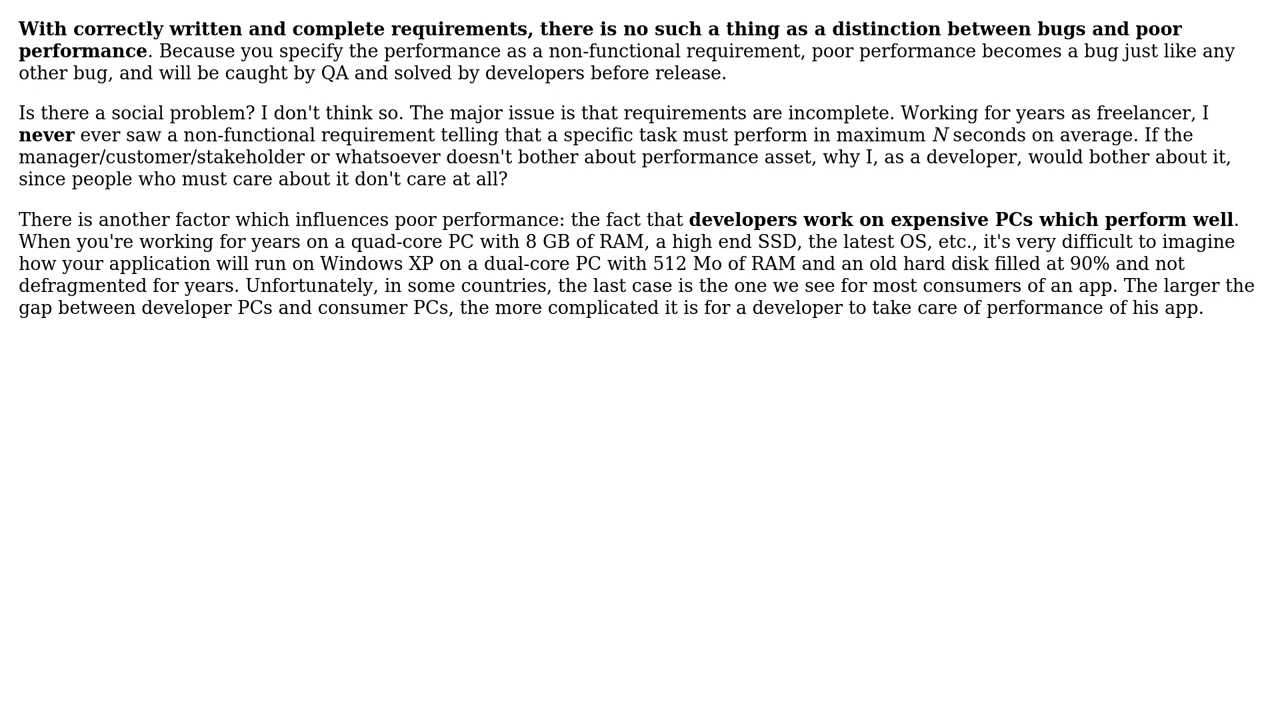 With correctly written and complete requirements, there is no such a thing as a distinction between bugs and poor
performance. Because you specify the performance as a non-functional requirement, poor performance becomes a bug just like any
other bug, and will be caught by QA and solved by developers before release.
Is there a social problem? I don't think so. The major issue is that requirements are incomplete. Working for years as freelancer, I
never ever saw a non-functional requirement telling that a specific task must perform in maximum N seconds on average. If the
manager/customer/stakeholder or whatsoever doesn't bother about performance asset, why I, as a developer, would bother about it,
since people who must care about it don't care at all?
There is another factor which influences poor performance: the fact that developers work on expensive PCs which perform well.
When you're working for years on a quad-core PC with 8 GB of RAM, a high end SSD, the latest OS, etc., it's very difficult to imagine
how your application will run on Windows XP on a dual-core PC with 512 Mo of RAM and an old hard disk filled at 90% and not
defragmented for years. Unfortunately, in some countries, the last case is the one we see for most consumers of an app. The larger the
gap between developer PCs and consumer PCs, the more complicated it is for a developer to take care of performance of his app.